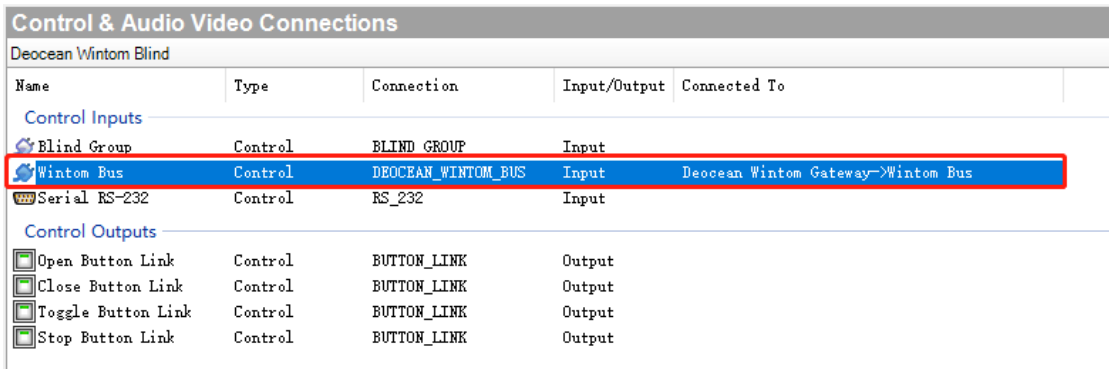 Control & Audio Video Connections
Deocean Wintom Blind
Name Type Connection Input/Output Connected To
Control Inputs
Blind Group Control BLIND GROUP Input
Wintom Bus Control DEOCEAN_WINTOM_BUS Input Deocean Wintom Gateway->Wintom Bus
Serial RS-232 Control RS_232 Input
Control Outputs
Open Button Link Control BUTTON_LINK Output
Close Button Link Control BUTTON_LINK Output
Toggle Button Link Control BUTTON_LINK Output
Stop Button Link Control BUTTON_LINK Output